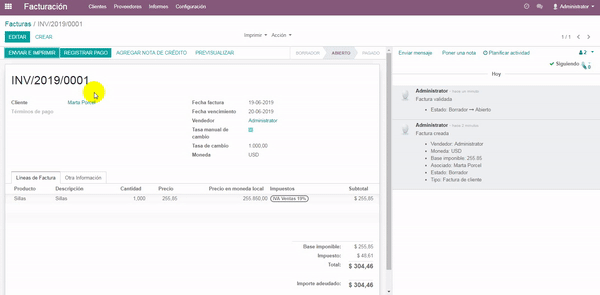 Facturación
Clientes Proveedores Informes Configuración
Administrator
Facturas / INV/2019/0001
EDITAR CREAR
Imprimir Acción
1 / 1
ENVIAR E IMPRIMIR REGISTRAR PAGO AGREGAR NOTA DE CRÉDITO PREVISUALIZAR
BORRADOR ABIERTO PAGADO
Enviar mensaje Poner una nota Planificar actividad
2
Siguiendo 0
Hoy
INV/2019/0001
Cliente Marta Porcel
Términos de pago
Fecha factura 19-06-2019
Fecha vencimiento 20-06-2019
Vendedor Administrator
Tasa manual de
cambio
Tasa de cambio 1.000,00
Moneda USD
Administrator
Factura validada
Estado: Borrador → Abierto
Administrator
Factura creada
Vendedor: Administrator
Moneda: USD
Base imponible: 255,85
Asociado: Marta Porcel
Estado: Borrador
Tipo: Factura de cliente
Líneas de Factura Otra Información
Producto Descripción Cantidad Precio Precio en moneda local Impuestos Subtotal
Sillas Sillas 1,000 255,85 255.850,00 IVA Ventas 19% $ 255,85
Base imponible: $ 255,85
Impuesto: $ 48,61
Total: $ 304,46
Importe adeudado: $ 304,46